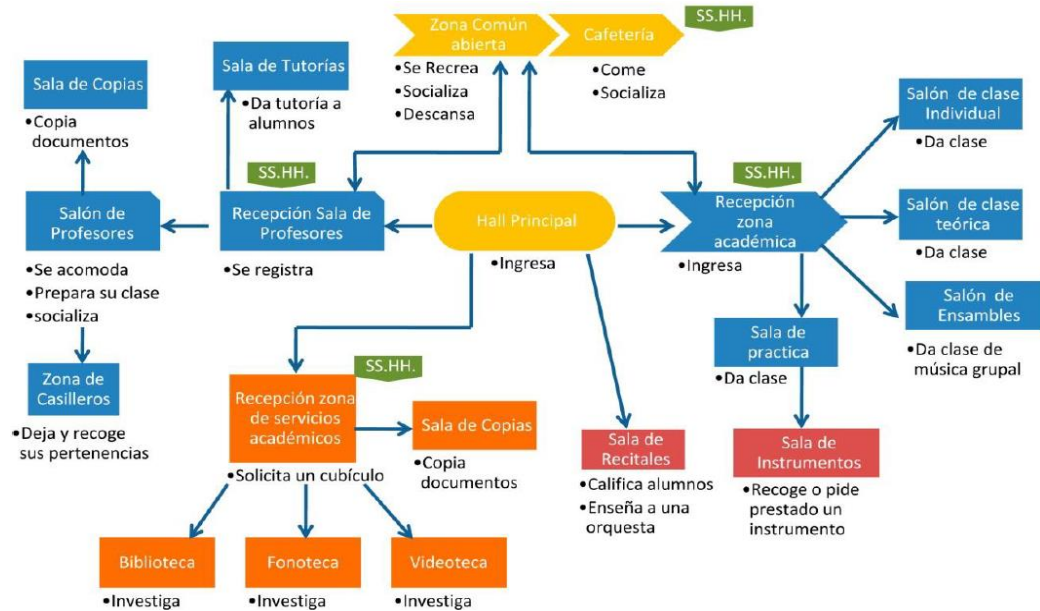 Zona Común
abierta
Cafetería
SS.HH.
•Se Recrea
•Socializa
•Descansa
•Come
•Socializa
Sala de Copias
•Copia
documentos
Sala de Tutorías
•Da tutoría a
alumnos
Salón de clase
Individual
•Da clase
SS.HH.
Salón de
Profesores
•Se acomoda
•Prepara su clase
•socializa
Recepción Sala de
Profesores
•Se registra
Hall Principal
•Ingresa
SS.HH.
Recepción
zona
académica
•Ingresa
Salón de clase
teórica
•Da clase
Salón de
Ensambles
•Da clase de
música grupal
Sala de
practica
•Da clase
Zona de
Casilleros
•Deja y recoge
sus pertenencias
SS.HH.
Recepción zona
de servicios
académicos
•Solicita un cubículo
Sala de Copias
•Copia
documentos
Sala de
Recitales
•Califica alumnos
•Enseña a una
orquesta
Sala de
Instrumentos
•Recoge o pide
prestado un
instrumento
Biblioteca
•Investiga
Fonoteca
•Investiga
Videoteca
•Investiga